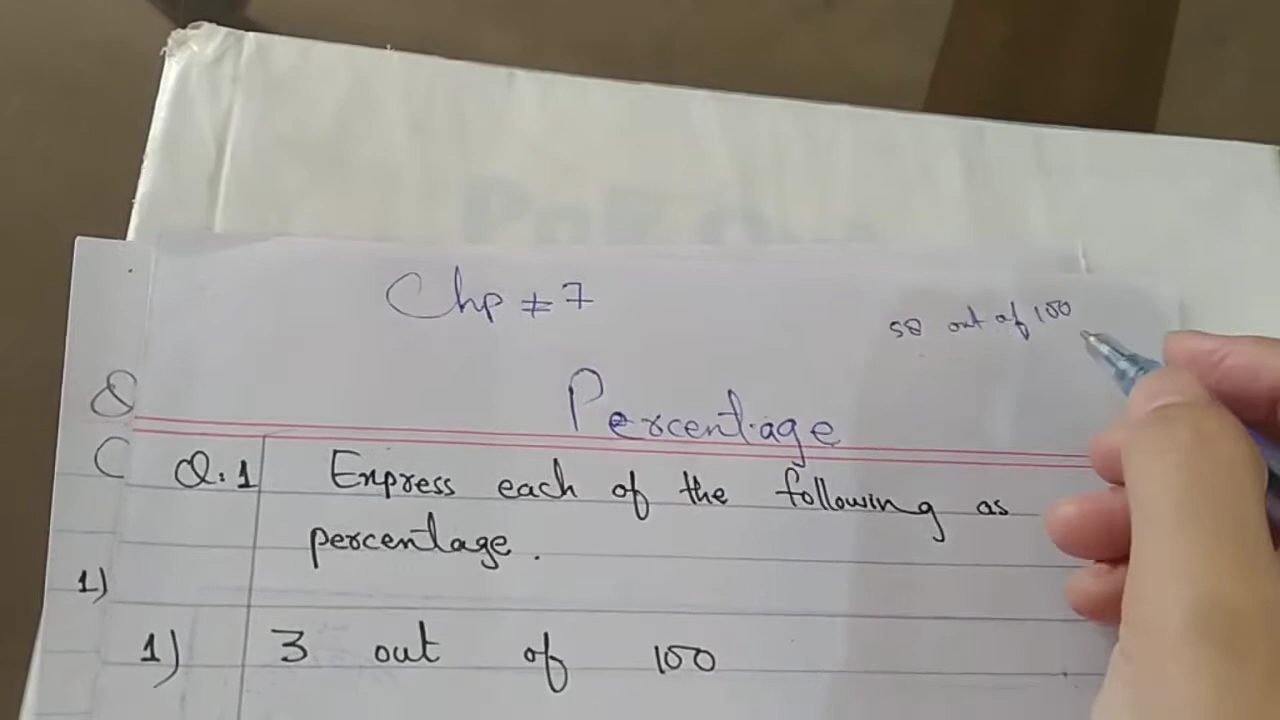 Chp # 7
50 out of 100
Percentage
Q.1 Express each of the following as
percentage.
1)
1) 3 out of 100